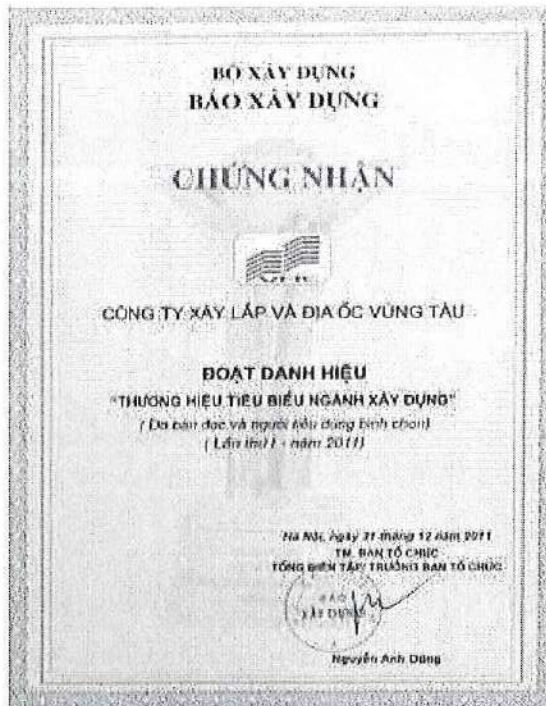 BỘ XÂY DỰNG
BÁO XÂY DỰNG
CHỨNG NHẬN
CÔNG TY XÂY LẮP VÀ ĐỊA ỐC VŨNG TÀU
ĐOẠT DANH HIỆU
"THƯƠNG HIỆU TIÊU BIỂU NGÀNH XÂY DỰNG"
( Do bạn đọc và người tiêu dùng bình chọn)
( Lần thứ I - năm 2011)
Hà Nội, ngày 31 tháng 12 năm 2011
TM. BAN TỔ CHỨC
TỔNG BIÊN TẬP/ TRƯỞNG BAN TỔ CHỨC
BÁO
XÂY DỰNG
Nguyễn Anh Dũng